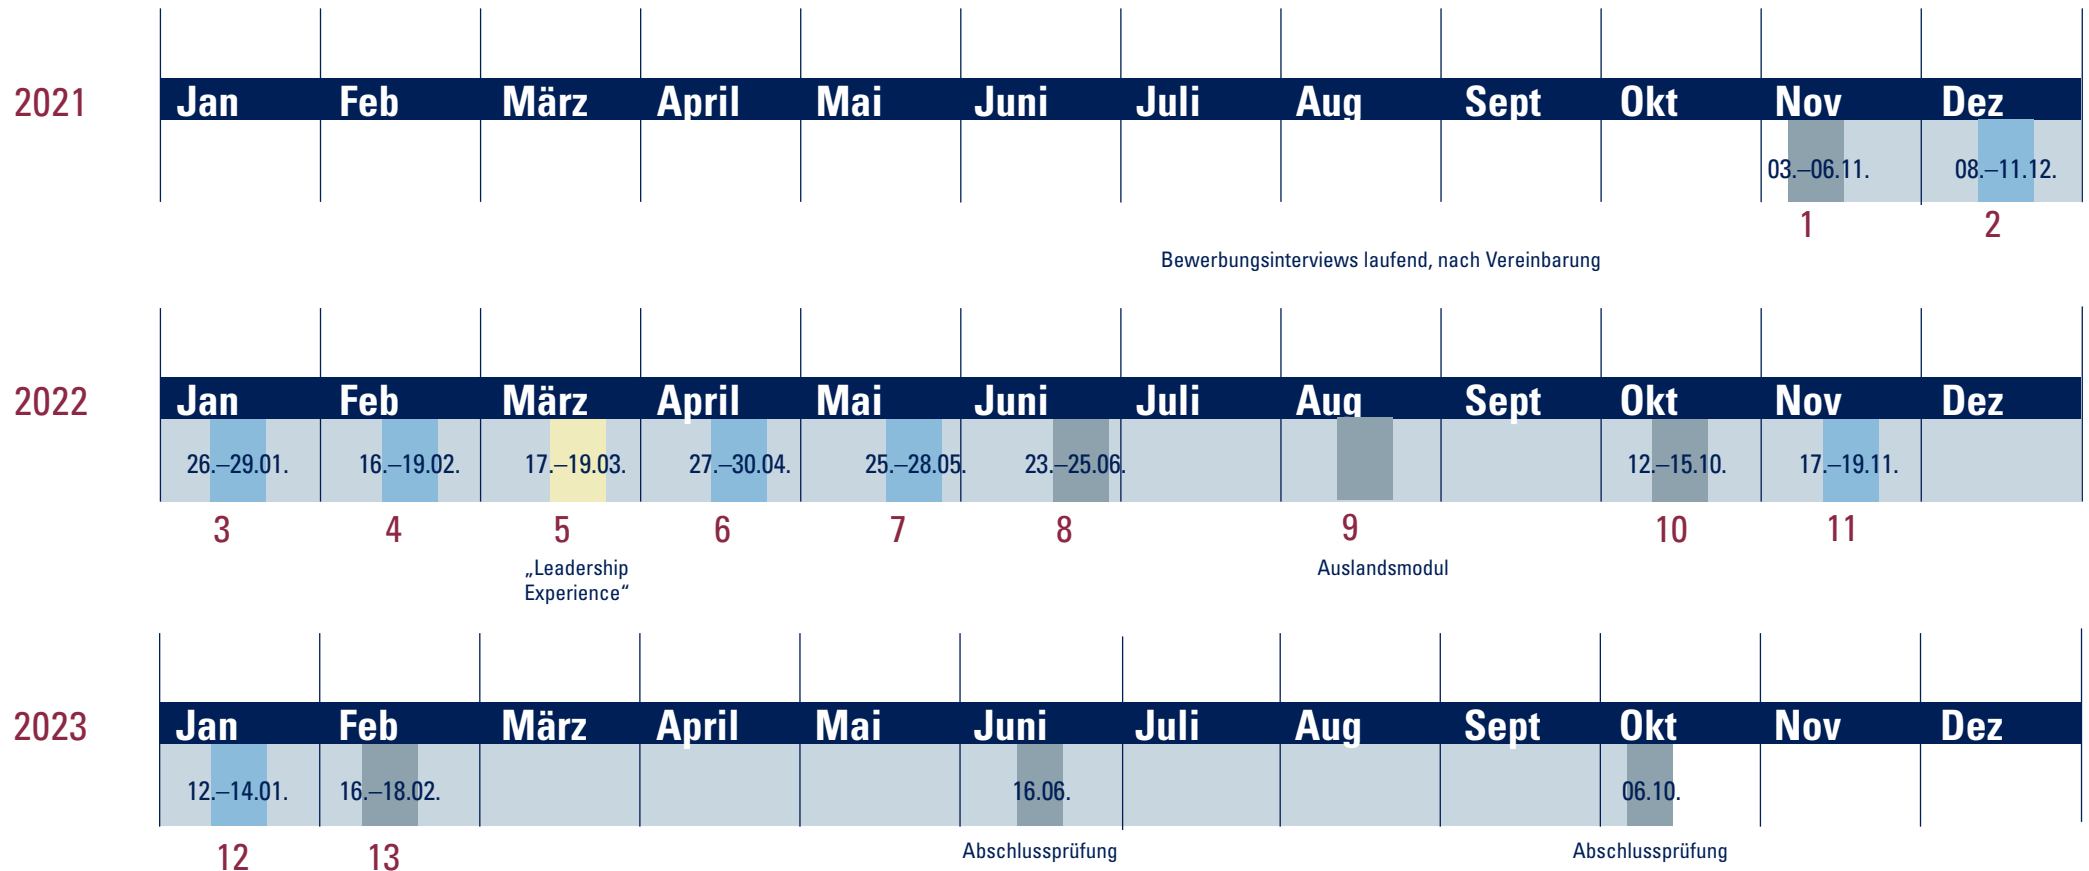 2021 Jan Feb März April Mai Juni Juli Aug Sept Okt Nov Dez
03.–06.11. 08.–11.12.
1 2
Bewerbungsinterviews laufend, nach Vereinbarung
2022 Jan Feb März April Mai Juni Juli Aug Sept Okt Nov Dez
26.–29.01. 16.–19.02. 17.–19.03. 27.–30.04. 25.–28.05. 23.–25.06. 12.–15.10. 17.–19.11.
3 4 5 6 7 8 9 10 11
„Leadership Auslandsmodul
Experience“
2023 Jan Feb März April Mai Juni Juli Aug Sept Okt Nov Dez
12.–14.01. 16.–18.02. 16.06. 06.10.
12 13 Abschlussprüfung Abschlussprüfung